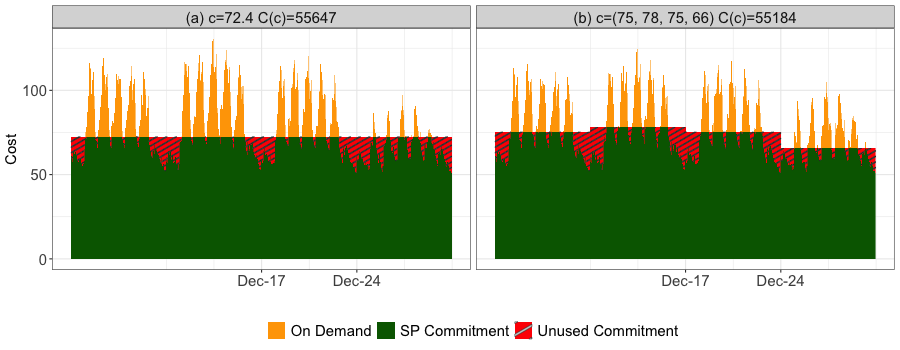 (a) c=72.4 C(c)=55647
(b) c=(75, 78, 75, 66) C(c)=55184
Cost
100
50
0
Dec-17
Dec-24
Dec-17
Dec-24
On Demand
SP Commitment
Unused Commitment